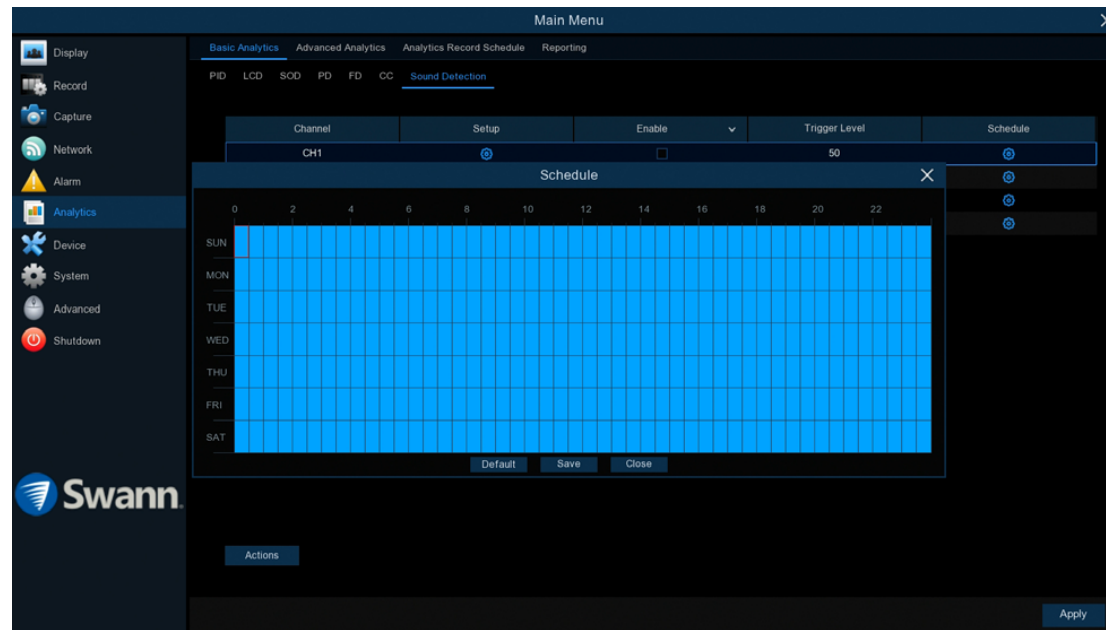 Main Menu
Display
Record
Capture
Network
Alarm
Analytics
Device
System
Advanced
Shutdown
Swann
Basic Analytics Advanced Analytics Analytics Record Schedule Reporting
PID LCD SOD PD FD CC Sound Detection
Channel Setup Enable Trigger Level Schedule
CH1 50
Schedule
0 2 4 6 8 10 12 14 16 18 20 22
SUN
MON
TUE
WED
THU
FRI
SAT
Default Save Close
Actions
Apply